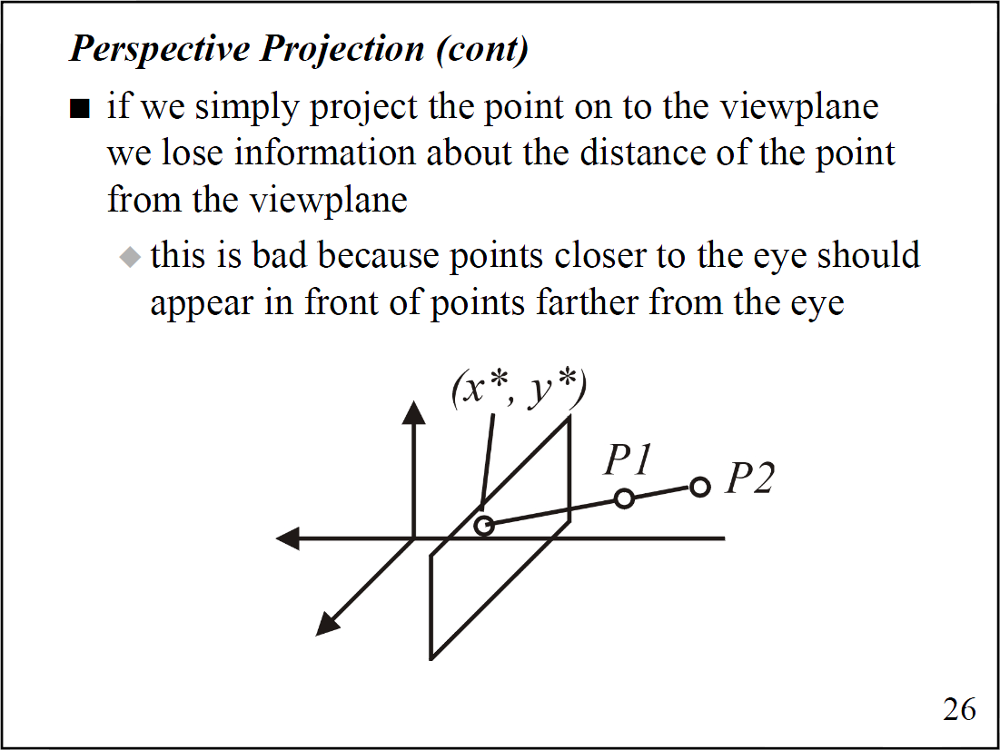 Perspective Projection (cont)
■ if we simply project the point on to the viewplane
we lose information about the distance of the point
from the viewplane
◆ this is bad because points closer to the eye should
appear in front of points farther from the eye
(x*, y*)
P1
P2
26